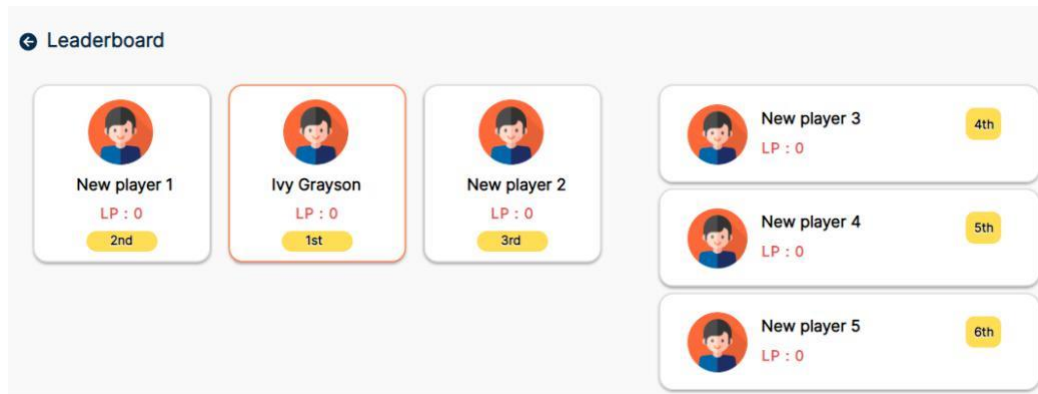 Leaderboard
New player 1
LP : 0
2nd
Ivy Grayson
LP : 0
1st
New player 2
LP : 0
3rd
New player 3
LP : 0
4th
New player 4
LP : 0
5th
New player 5
LP : 0
6th